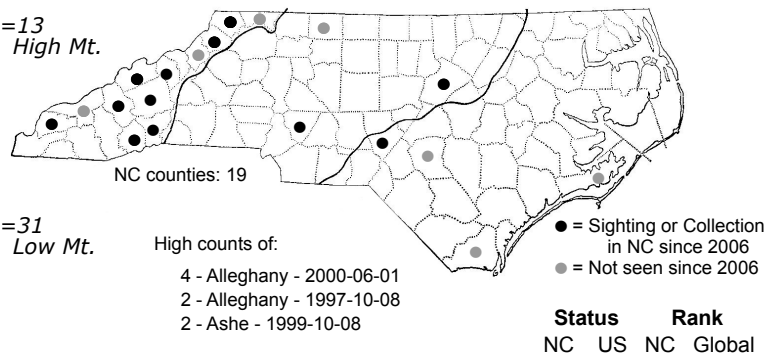 =13
High Mt.
NC counties: 19
=31
Low Mt.
High counts of:
4 - Alleghany - 2000-06-01
2 - Alleghany - 1997-10-08
2 - Ashe - 1999-10-08
= Sighting or Collection
in NC since 2006
= Not seen since 2006
Status Rank
NC US NC Global